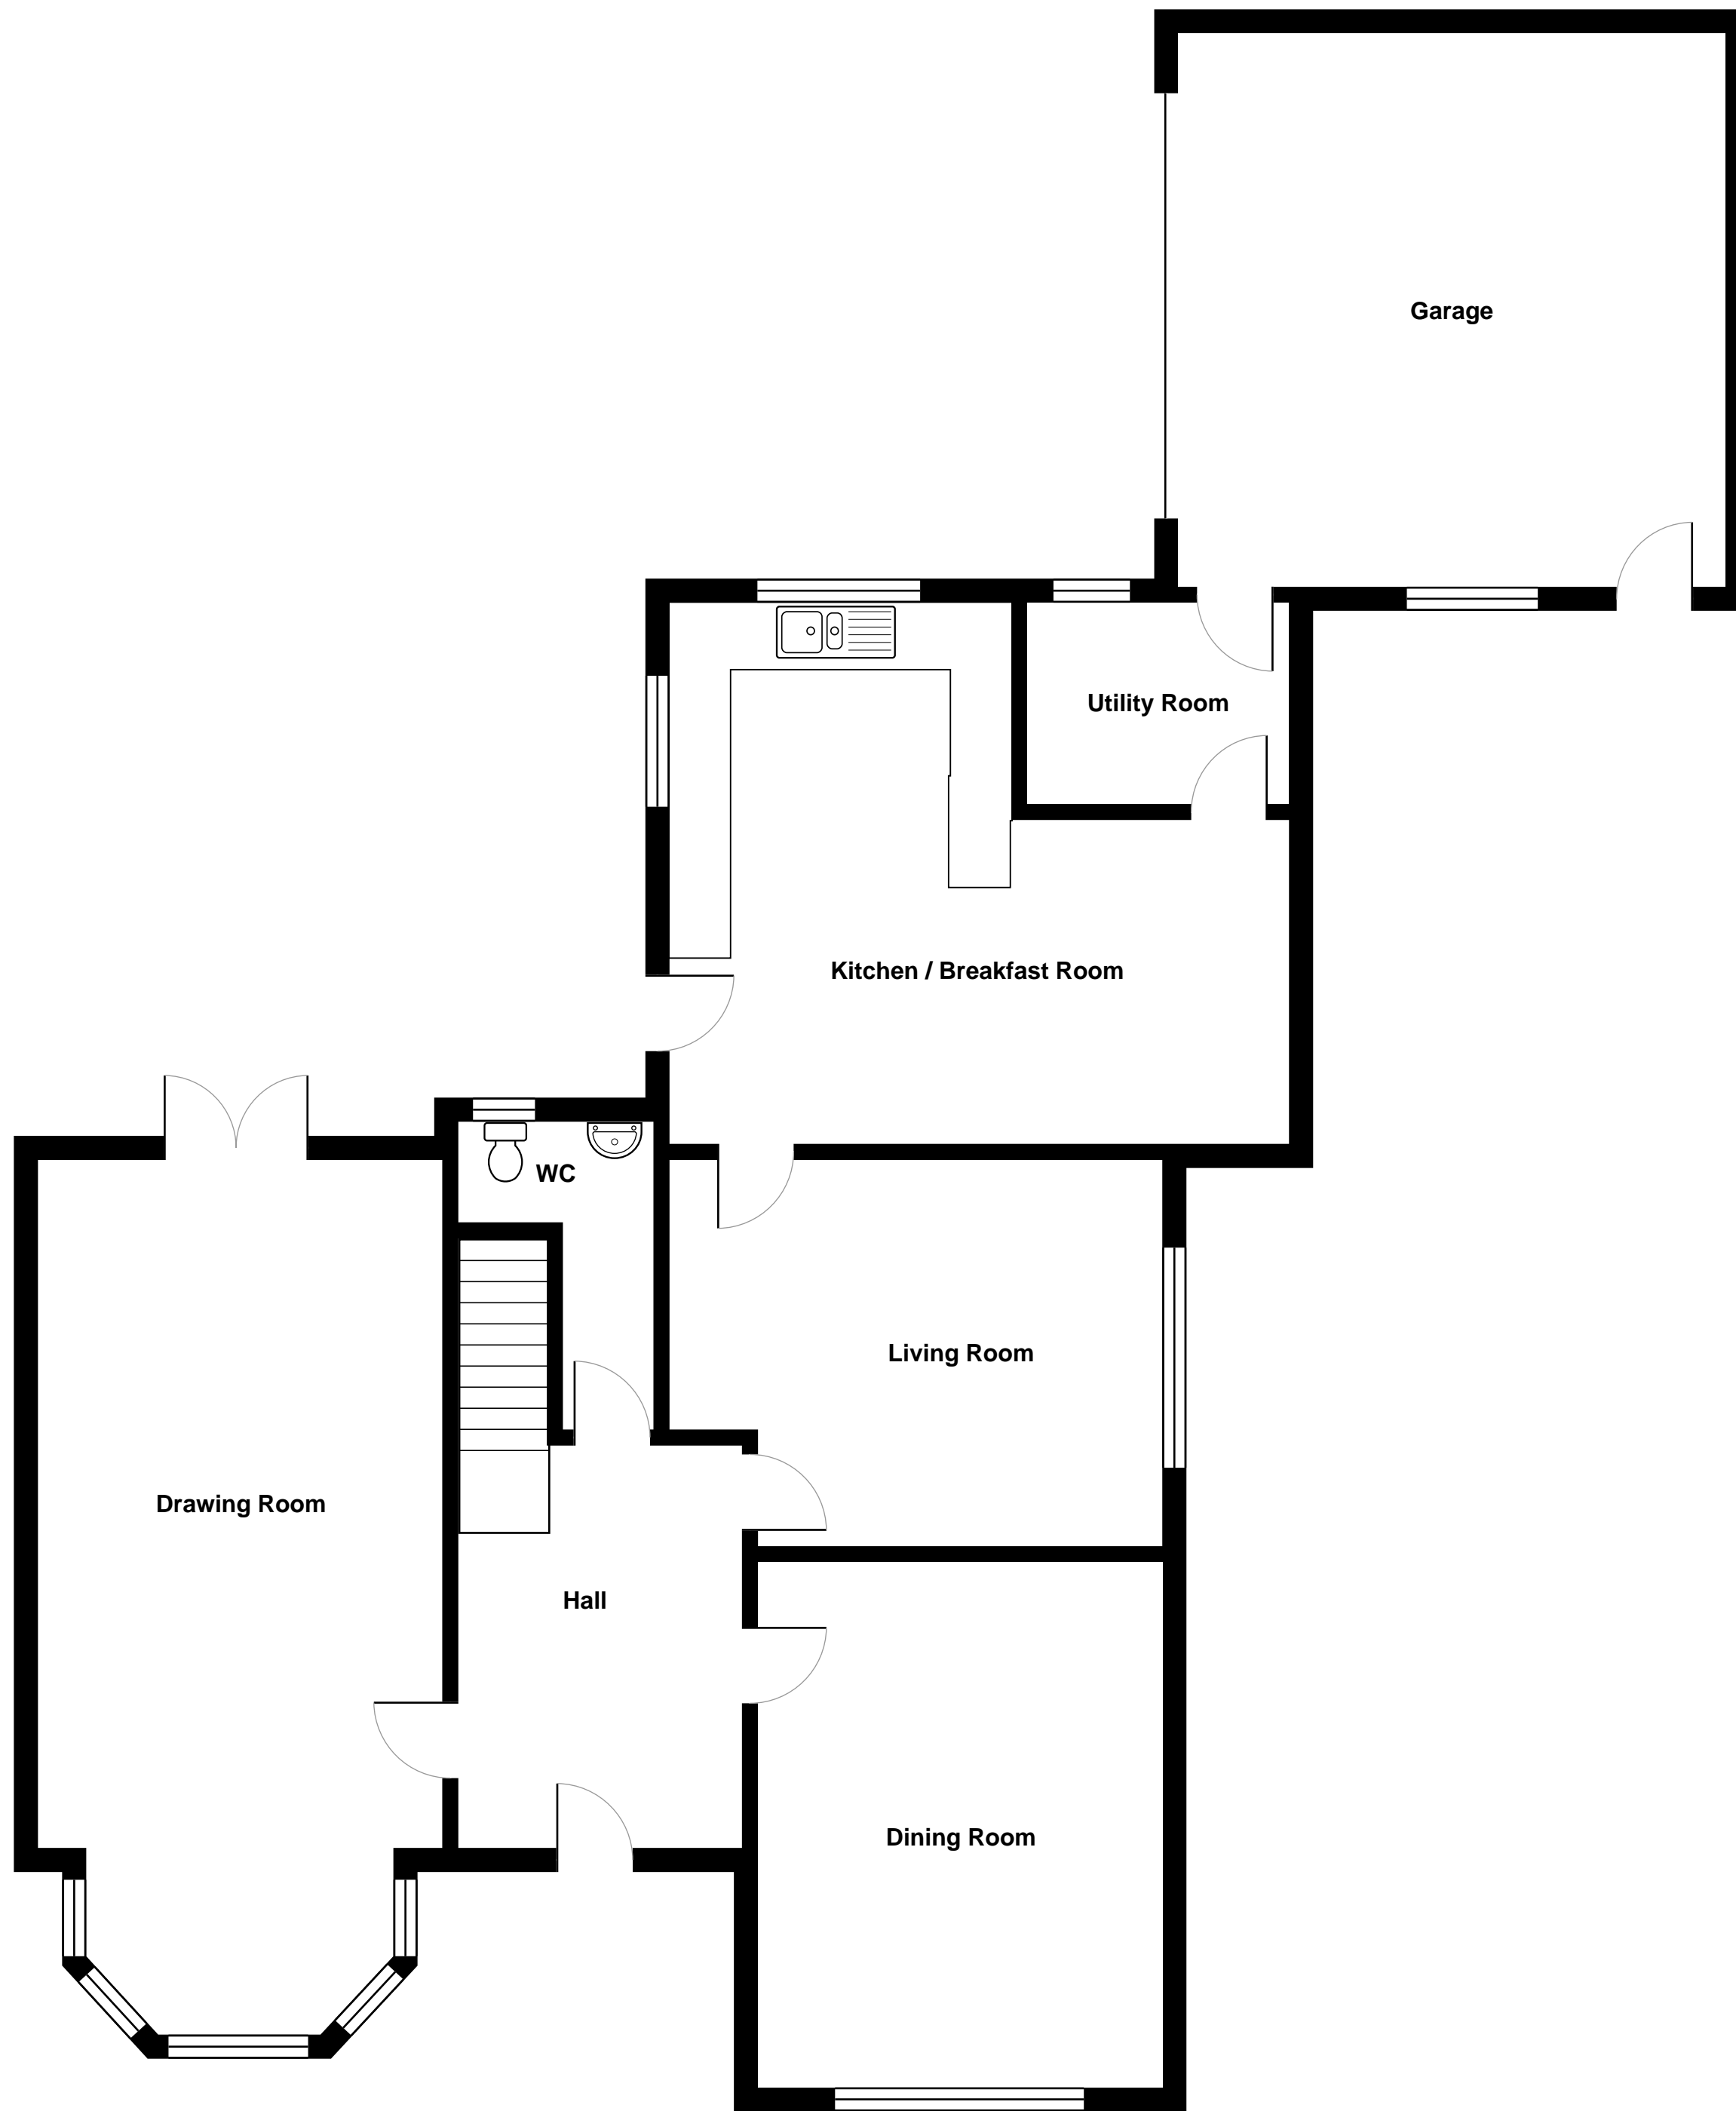 Garage
Utility Room
Kitchen / Breakfast Room
WC
Living Room
Drawing Room
Hall
Dining Room